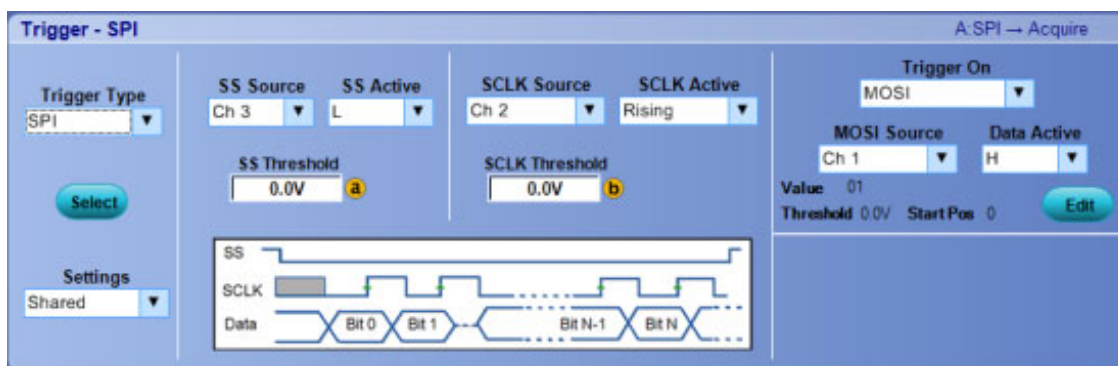 Trigger - SPI
A:SPI → Acquire
Trigger Type
SPI
Select
Settings
Shared
SS Source
Ch 3
SS Active
L
SS Threshold
0.0V
a
SCLK Source
Ch 2
SCLK Active
Rising
SCLK Threshold
0.0V
b
SS
SCLK
Data
Bit 0
Bit 1
Bit N-1
Bit N
Trigger On
MOSI
MOSI Source
Ch 1
Data Active
H
Value 01
Threshold 0.0V Start Pos 0
Edit